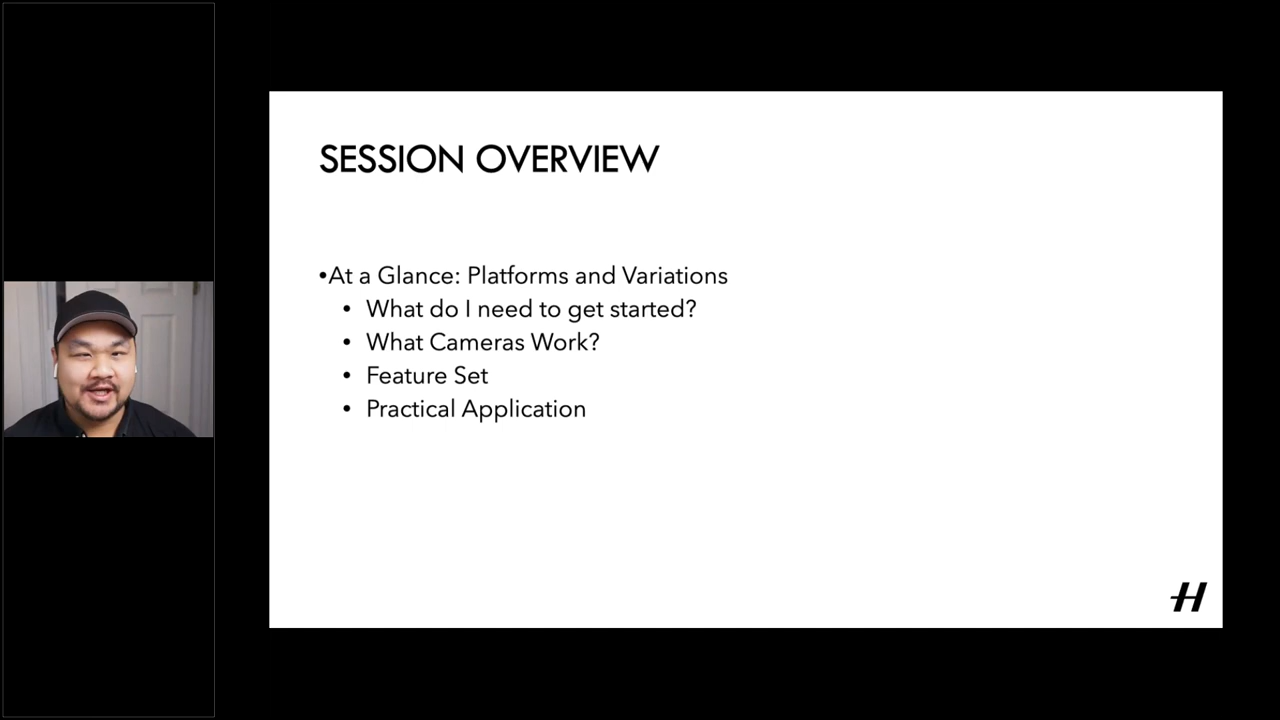 SESSION OVERVIEW
•At a Glance: Platforms and Variations
• What do I need to get started?
• What Cameras Work?
• Feature Set
• Practical Application
H